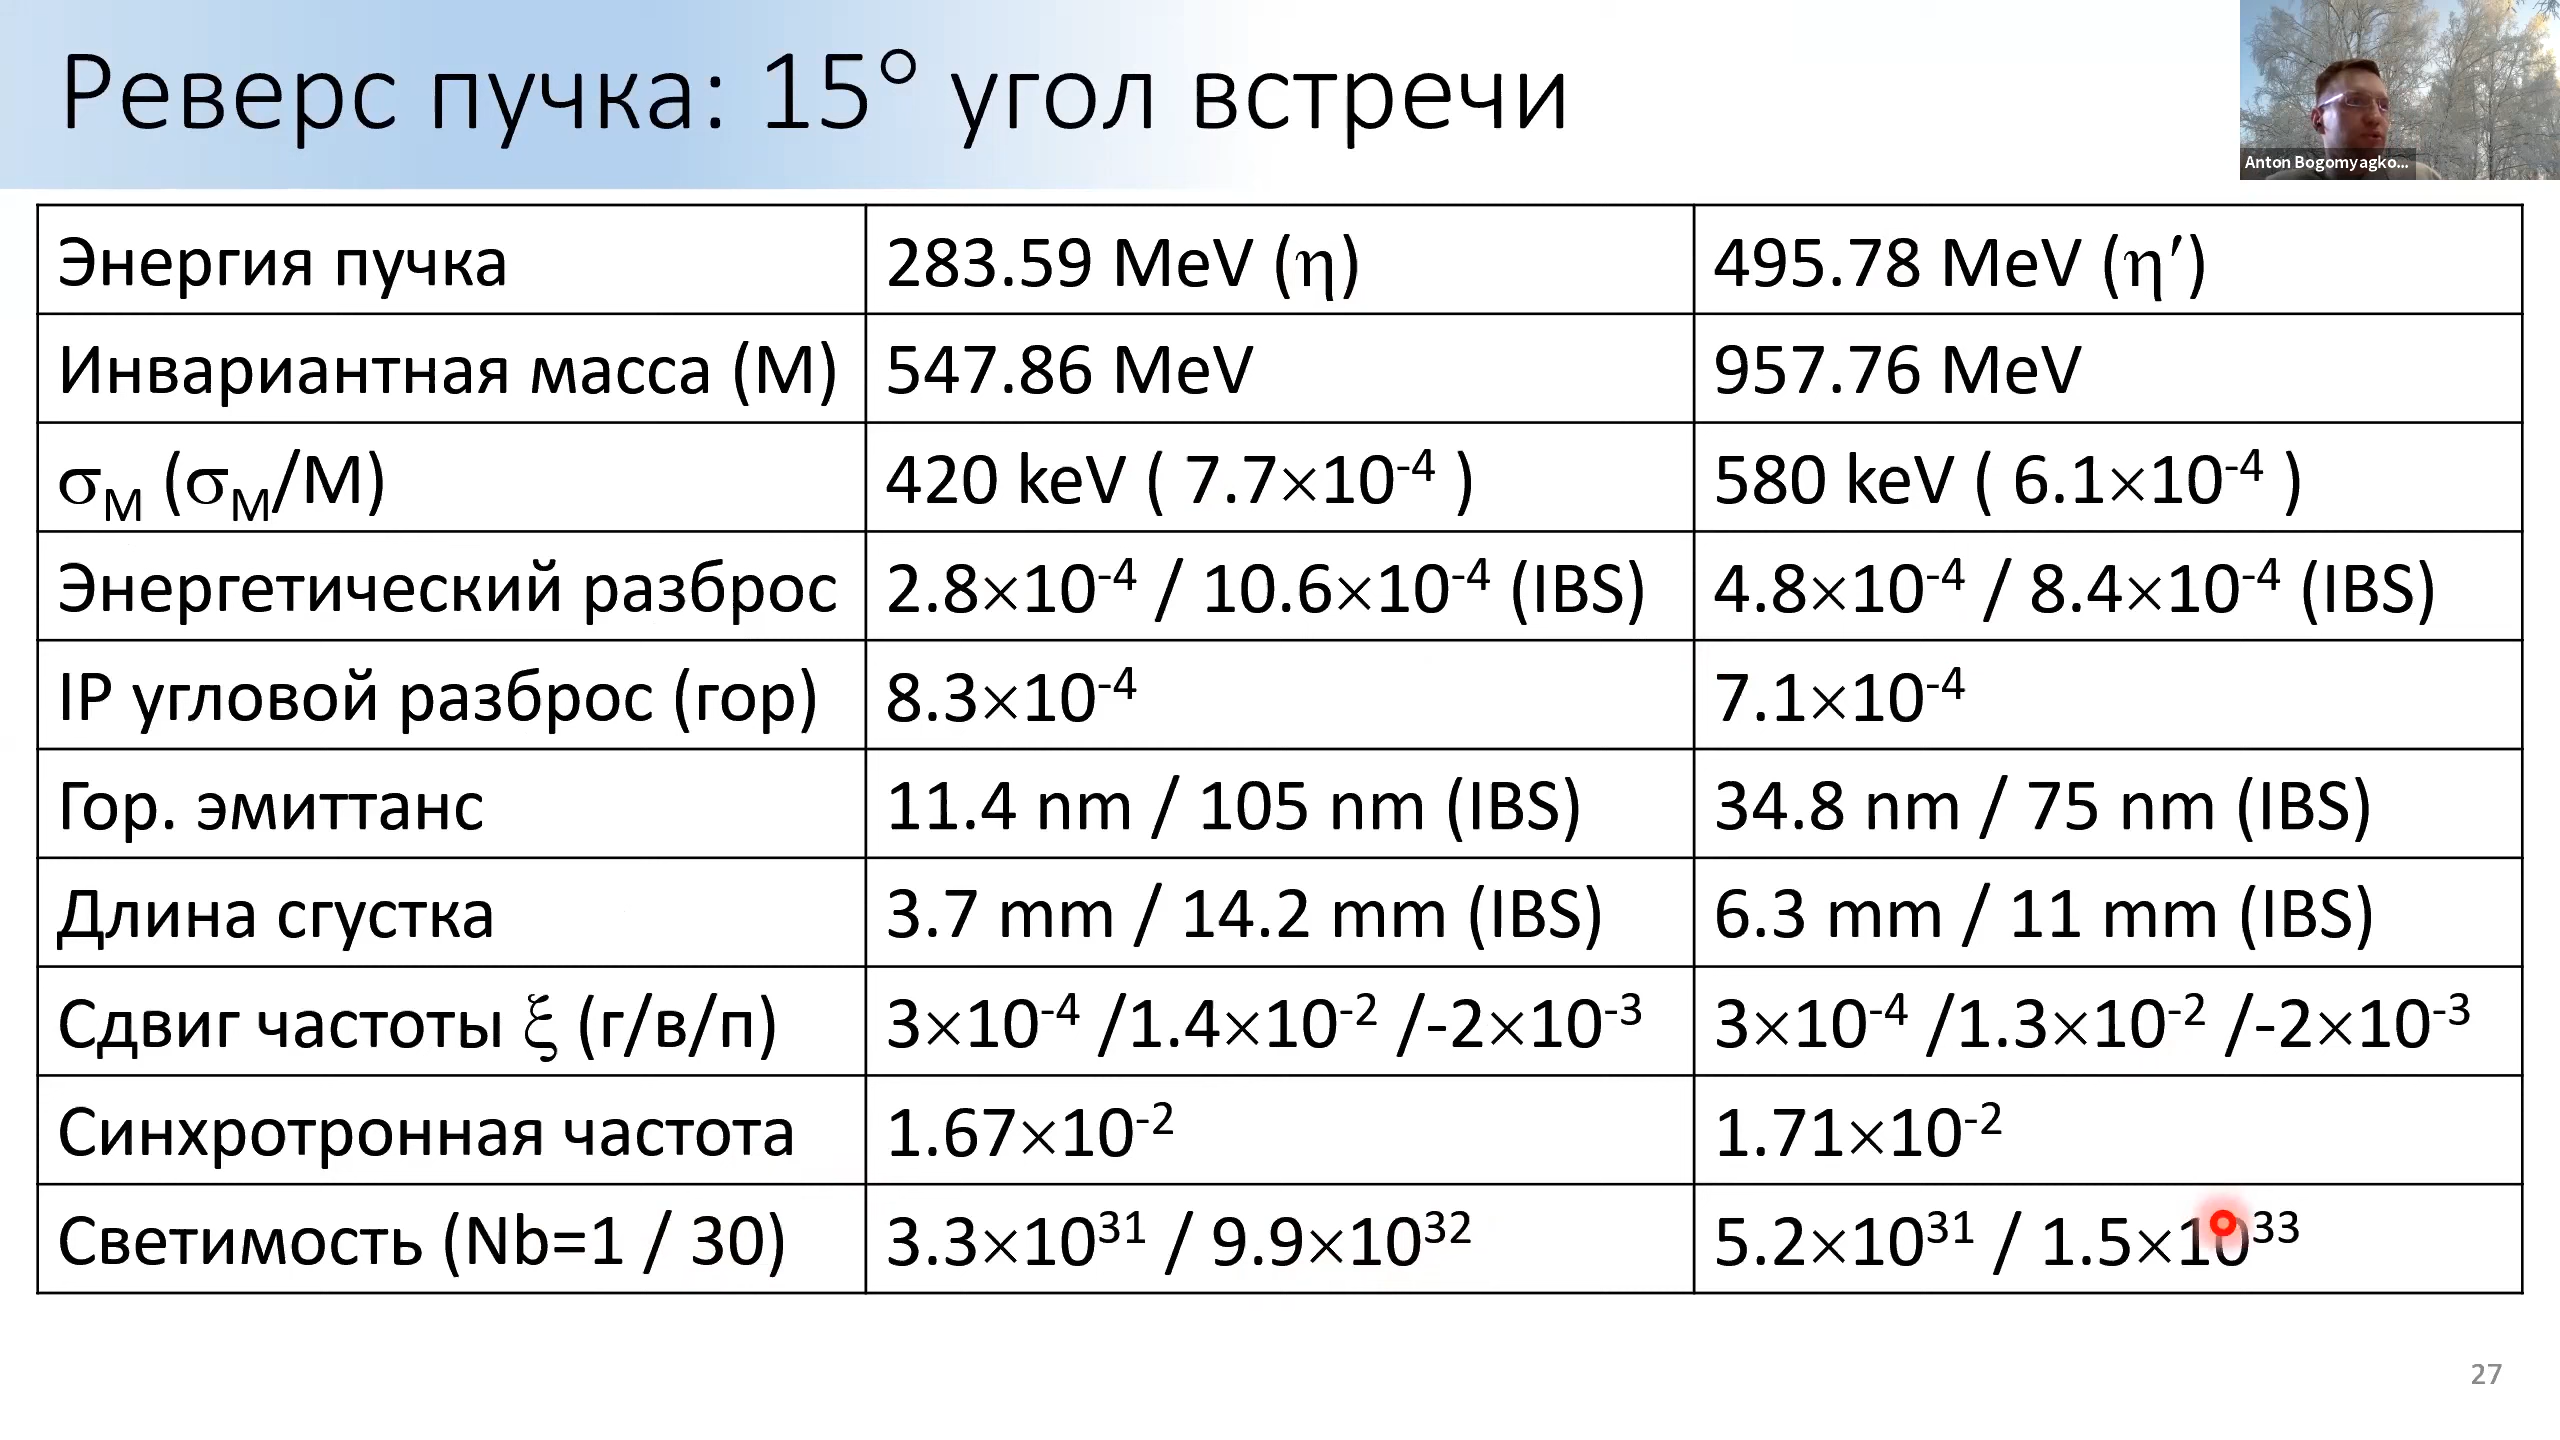 Реверс пучка: 15° угол встречи
Anton Bogomyagko...
Энергия пучка 283.59 MeV (η) 495.78 MeV (η′)
Инвариантная масса (M) 547.86 MeV 957.76 MeV
σ_M (σ_M/M) 420 keV ( 7.7×10⁻⁴ ) 580 keV ( 6.1×10⁻⁴ )
Энергетический разброс 2.8×10⁻⁴ / 10.6×10⁻⁴ (IBS) 4.8×10⁻⁴ / 8.4×10⁻⁴ (IBS)
IP угловой разброс (гор) 8.3×10⁻⁴ 7.1×10⁻⁴
Гор. эмиттанс 11.4 nm / 105 nm (IBS) 34.8 nm / 75 nm (IBS)
Длина сгустка 3.7 mm / 14.2 mm (IBS) 6.3 mm / 11 mm (IBS)
Сдвиг частоты ξ (г/в/п) 3×10⁻⁴ /1.4×10⁻² /-2×10⁻³ 3×10⁻⁴ /1.3×10⁻² /-2×10⁻³
Синхротронная частота 1.67×10⁻² 1.71×10⁻²
Светимость (Nb=1 / 30) 3.3×10³¹ / 9.9×10³² 5.2×10³¹ / 1.5×10³³
27